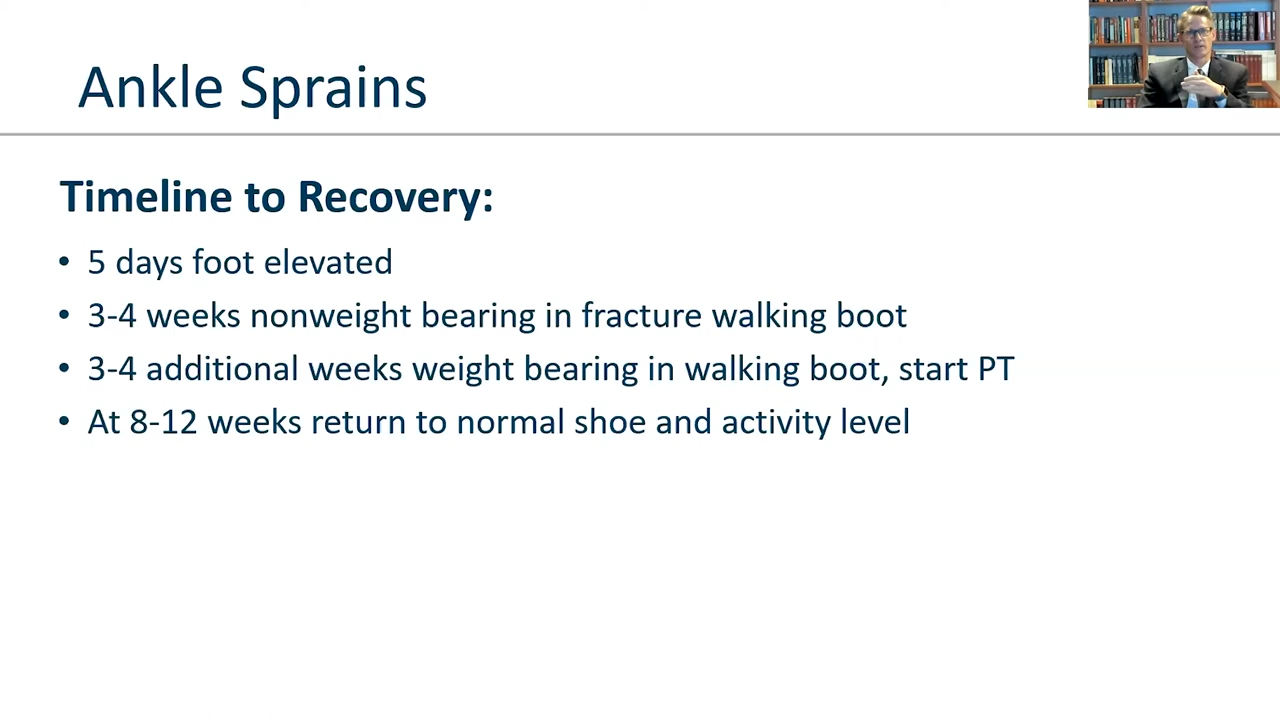 Ankle Sprains
Timeline to Recovery:
• 5 days foot elevated
• 3-4 weeks nonweight bearing in fracture walking boot
• 3-4 additional weeks weight bearing in walking boot, start PT
• At 8-12 weeks return to normal shoe and activity level